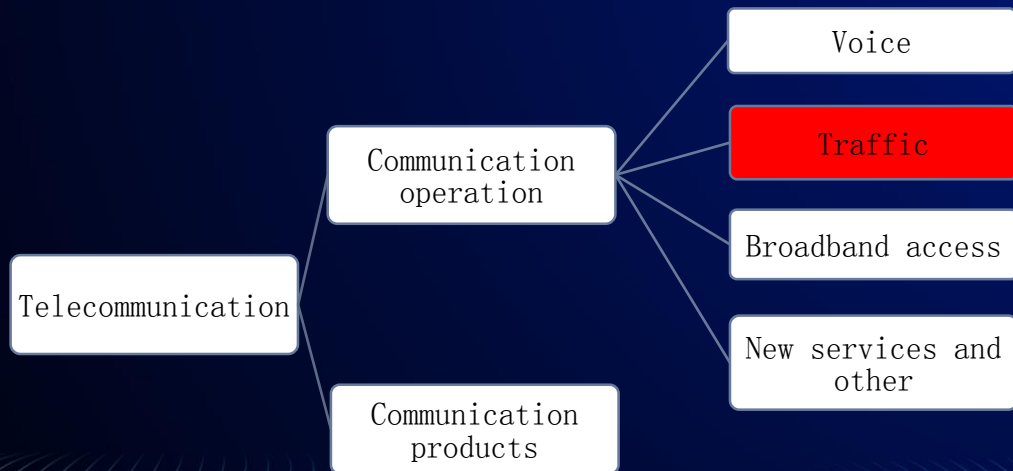 Voice
Traffic
Communication
operation
Broadband access
Telecommunication
New services and
other
Communication
products